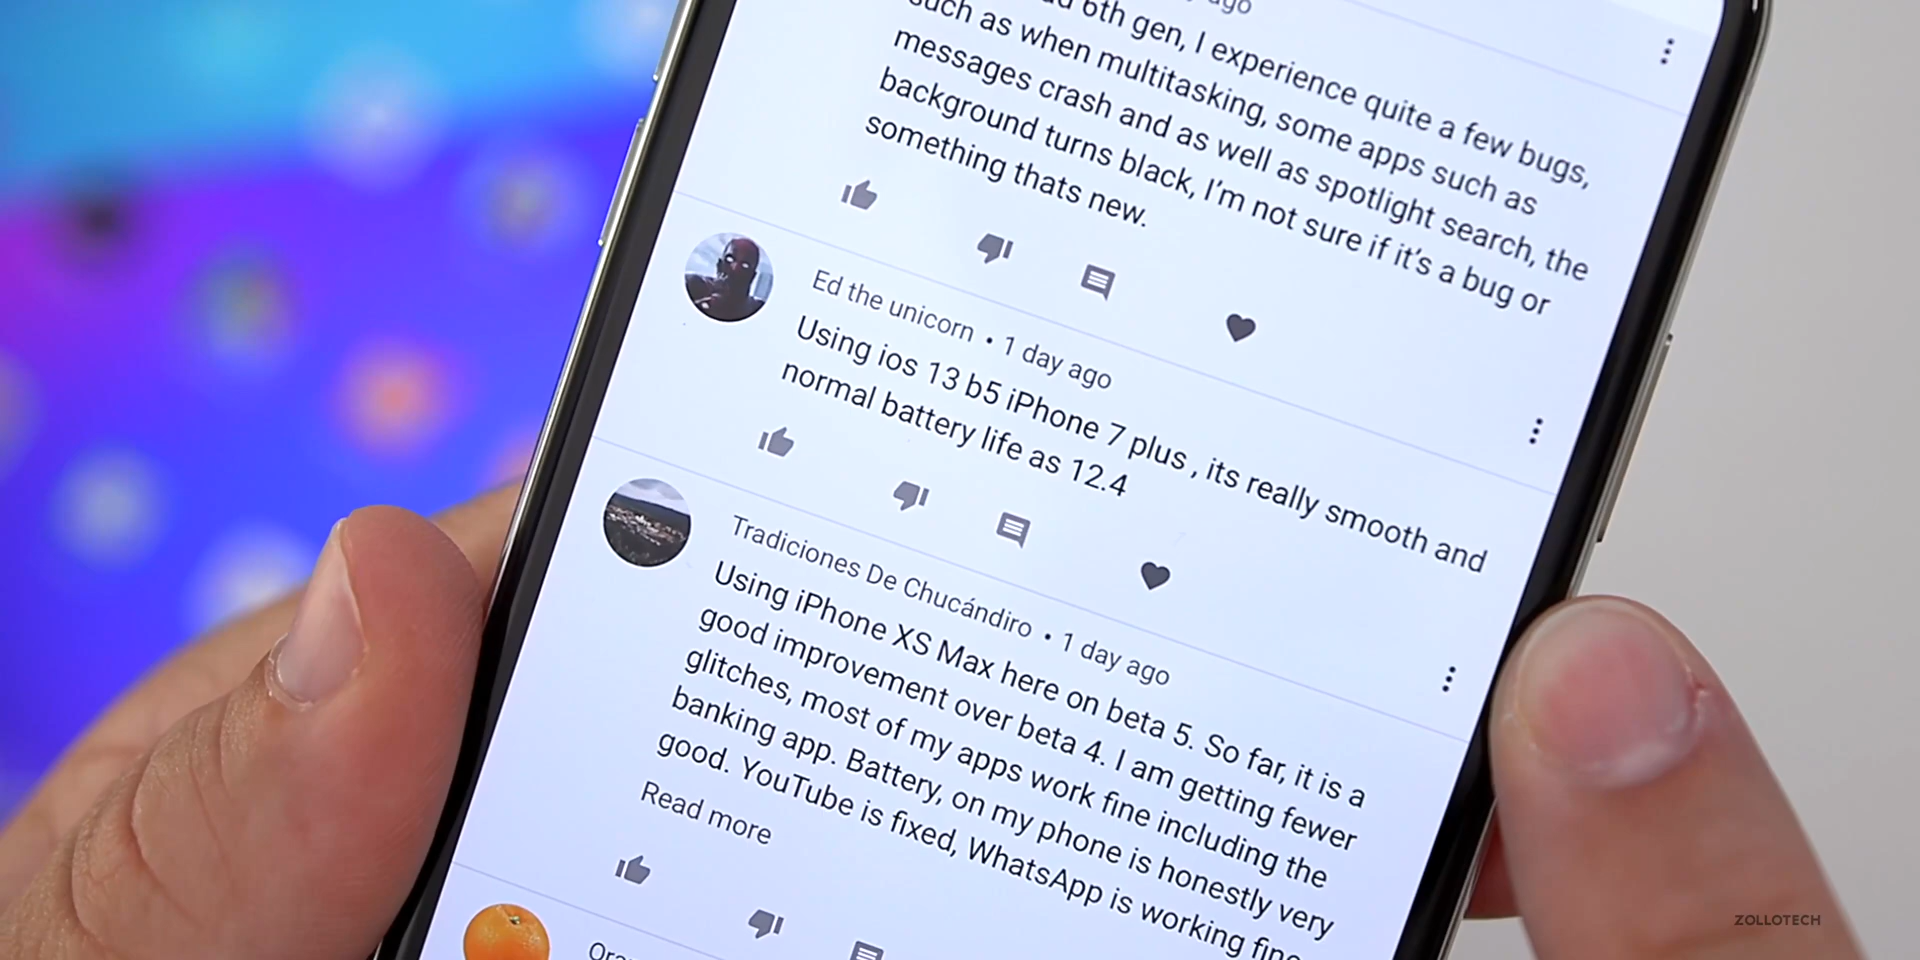 ago
6th gen, I experience quite a few bugs,
such as when multitasking, some apps such as
messages crash and as well as spotlight search, the
background turns black, I'm not sure if it's a bug or
something thats new.
Ed the unicorn • 1 day ago
Using ios 13 b5 iPhone 7 plus , its really smooth and
normal battery life as 12.4
Tradiciones De Chucándiro • 1 day ago
Using iPhone XS Max here on beta 5. So far, it is a
good improvement over beta 4. I am getting fewer
glitches, most of my apps work fine including the
banking app. Battery, on my phone is honestly very
good. YouTube is fixed, WhatsApp is working fine
Read more
ZOLLOTECH